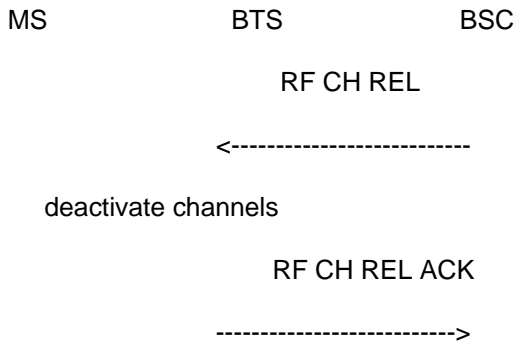 MS BTS BSC
RF CH REL
<---------------------------
deactivate channels
RF CH REL ACK
--------------------------->